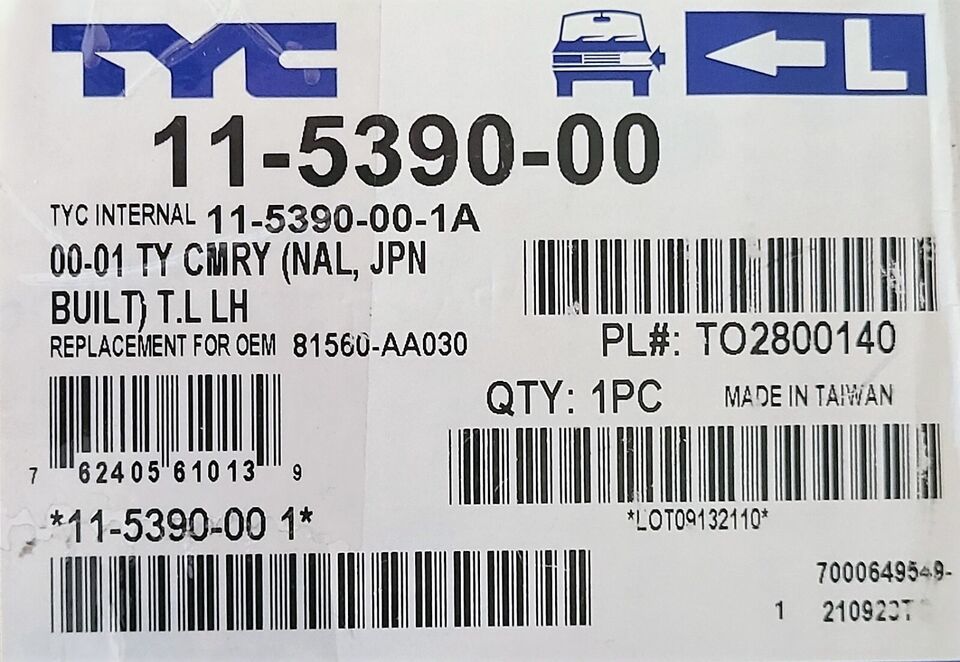 TYC
L
11-5390-00
TYC INTERNAL 11-5390-00-1A
00-01 TY CMRY (NAL, JPN
BUILT) T.L LH
REPLACEMENT FOR OEM 81560-AA030
PL#: TO2800140
QTY: 1PC MADE IN TAIWAN
7 62405 61013 9
*LOT09132110*
*11-5390-00 1*
7000649549-
1